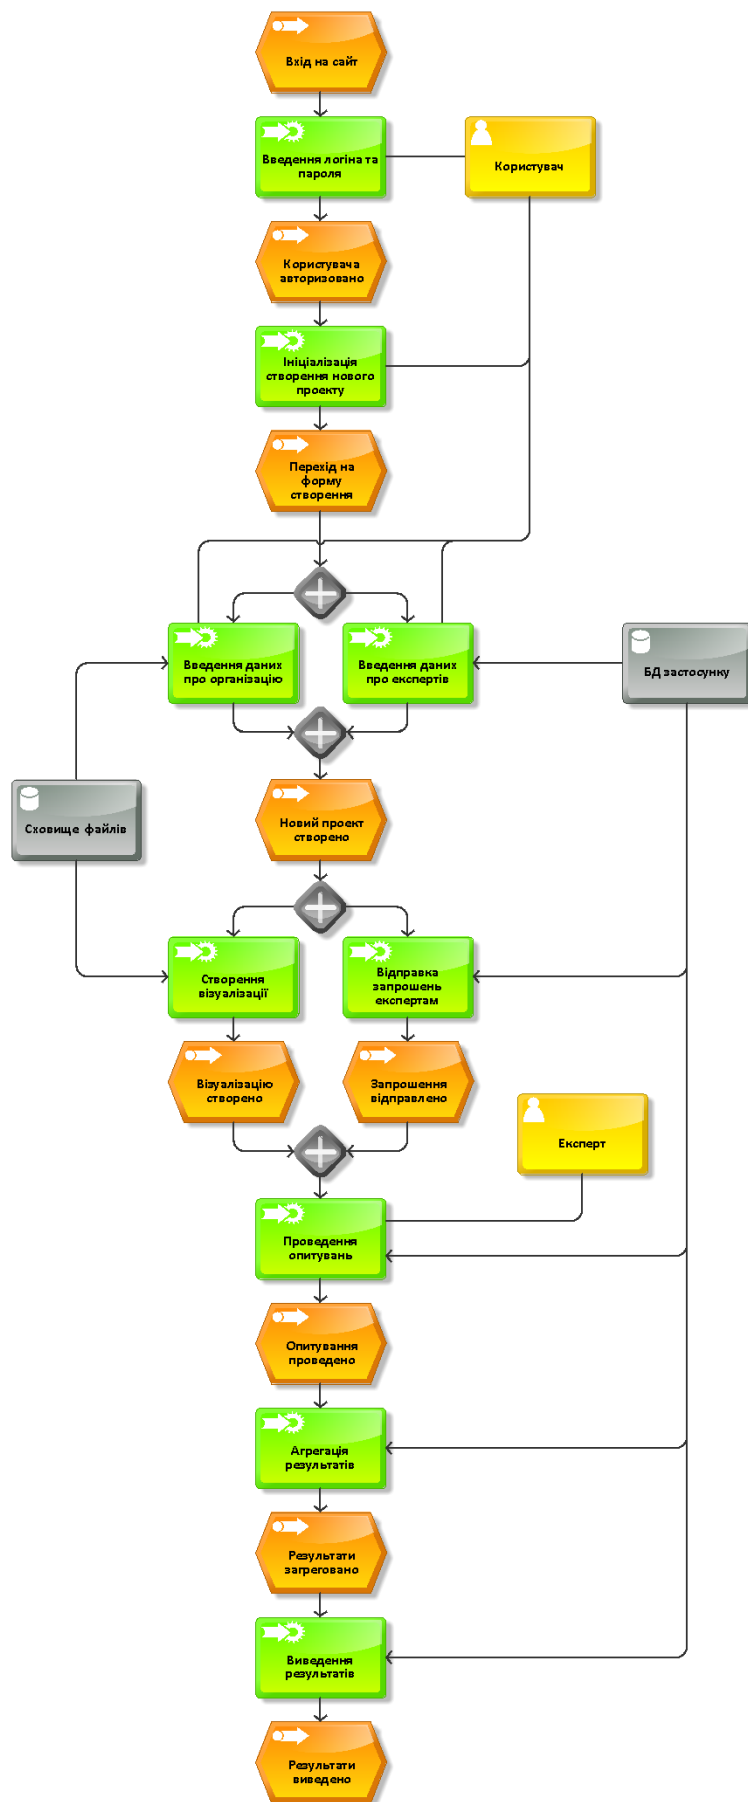 Вхід на сайт
Введення логіна та
пароля
Користувач
Користувача
авторизовано
Ініціалізація
створення нового
проекту
Перехід на
форму
створення
Введення даних
про організацію
Введення даних
про експертів
БД застосунку
Сховище файлів
Новий проект
створено
Створення
візуалізації
Відправка
запрошень
експертам
Візуалізацію
створено
Запрошення
відправлено
Експерт
Проведення
опитувань
Опитування
проведено
Агрегація
результатів
Результати
загреговано
Виведення
результатів
Результати
виведено